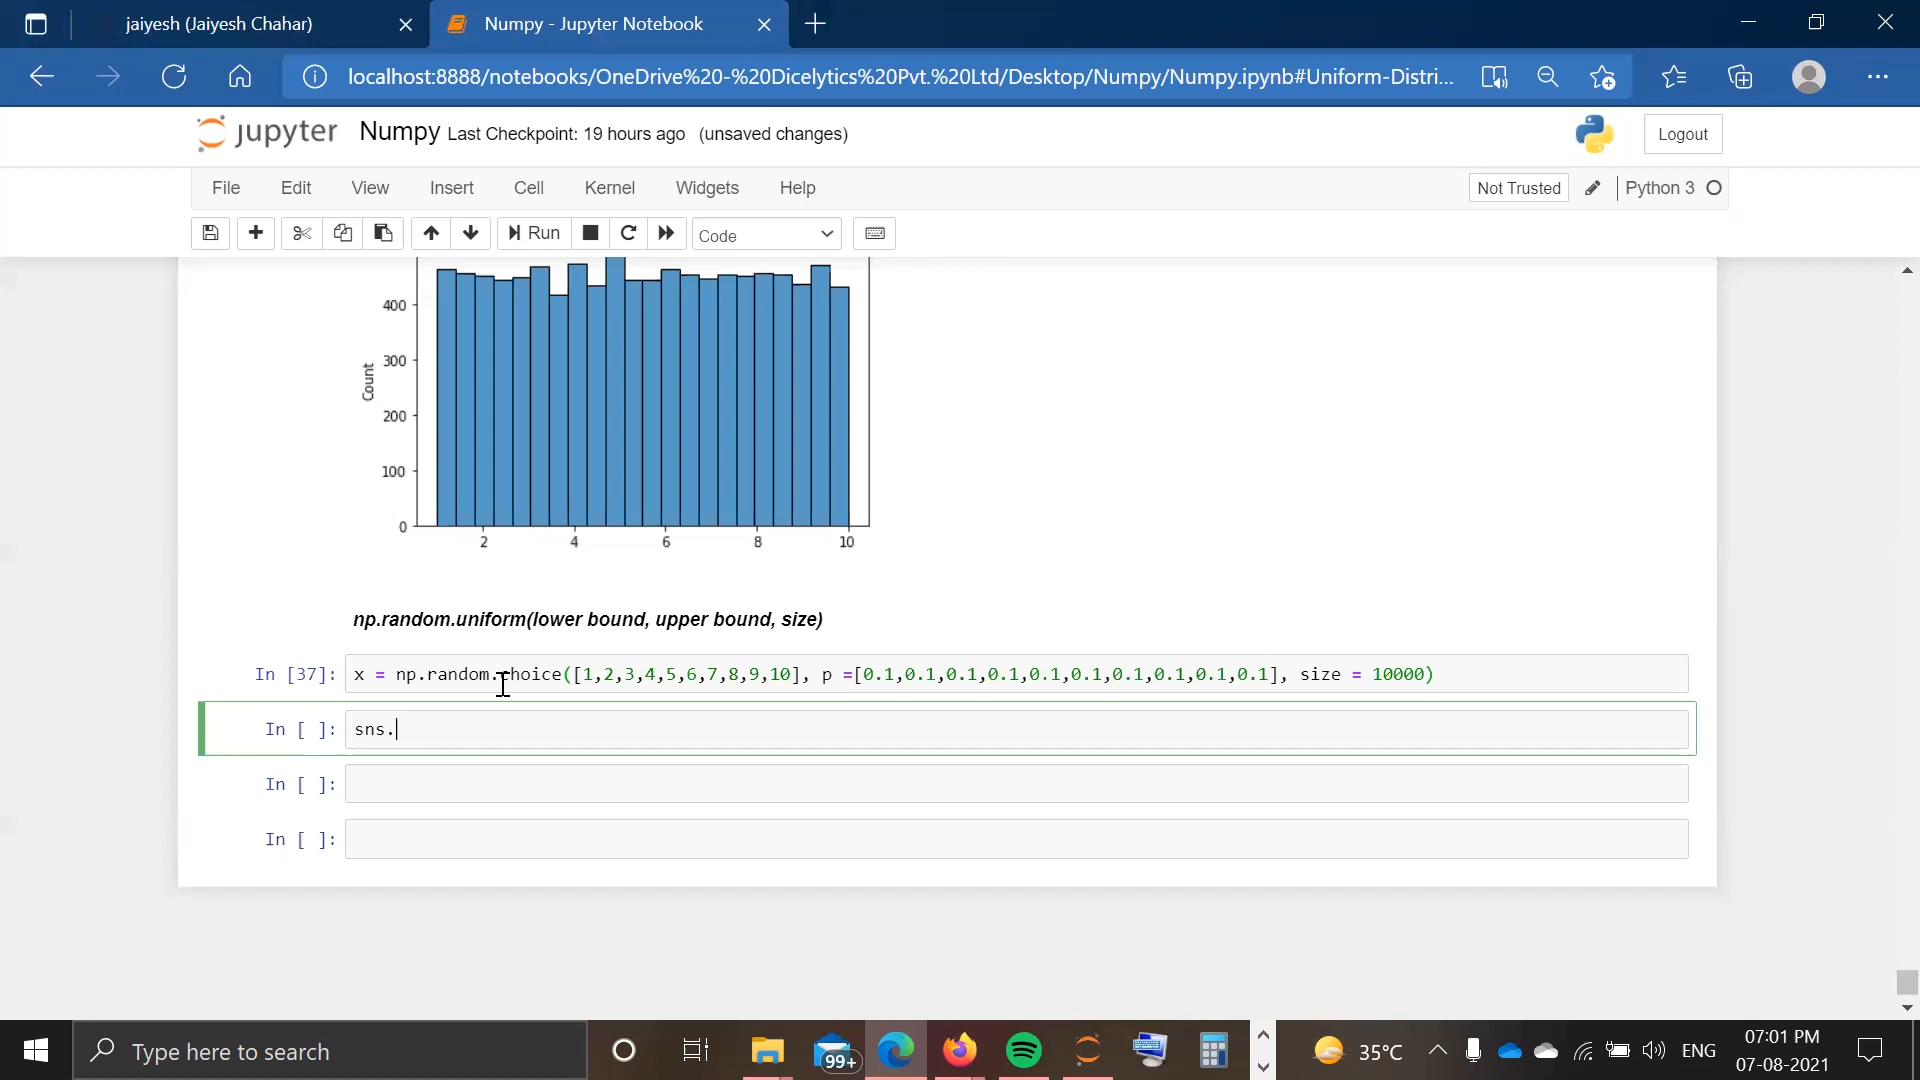 jaiyesh (Jaiyesh Chahar)
Numpy - Jupyter Notebook
localhost:8888/notebooks/OneDrive%20-%20Dicelytics%20Pvt.%20Ltd/Desktop/Numpy/Numpy.ipynb#Uniform-Distri...
jupyter Numpy Last Checkpoint: 19 hours ago (unsaved changes)
Logout
File Edit View Insert Cell Kernel Widgets Help
Not Trusted Python 3
Run Code
400
300
200
100
0
Count
2 4 6 8 10
np.random.uniform(lower bound, upper bound, size)
In [37]: x = np.random.choice([1,2,3,4,5,6,7,8,9,10], p =[0.1,0.1,0.1,0.1,0.1,0.1,0.1,0.1,0.1,0.1], size = 10000)
In [ ]: sns.
In [ ]:
In [ ]:
Type here to search
99+
35°C
ENG
07:01 PM
07-08-2021